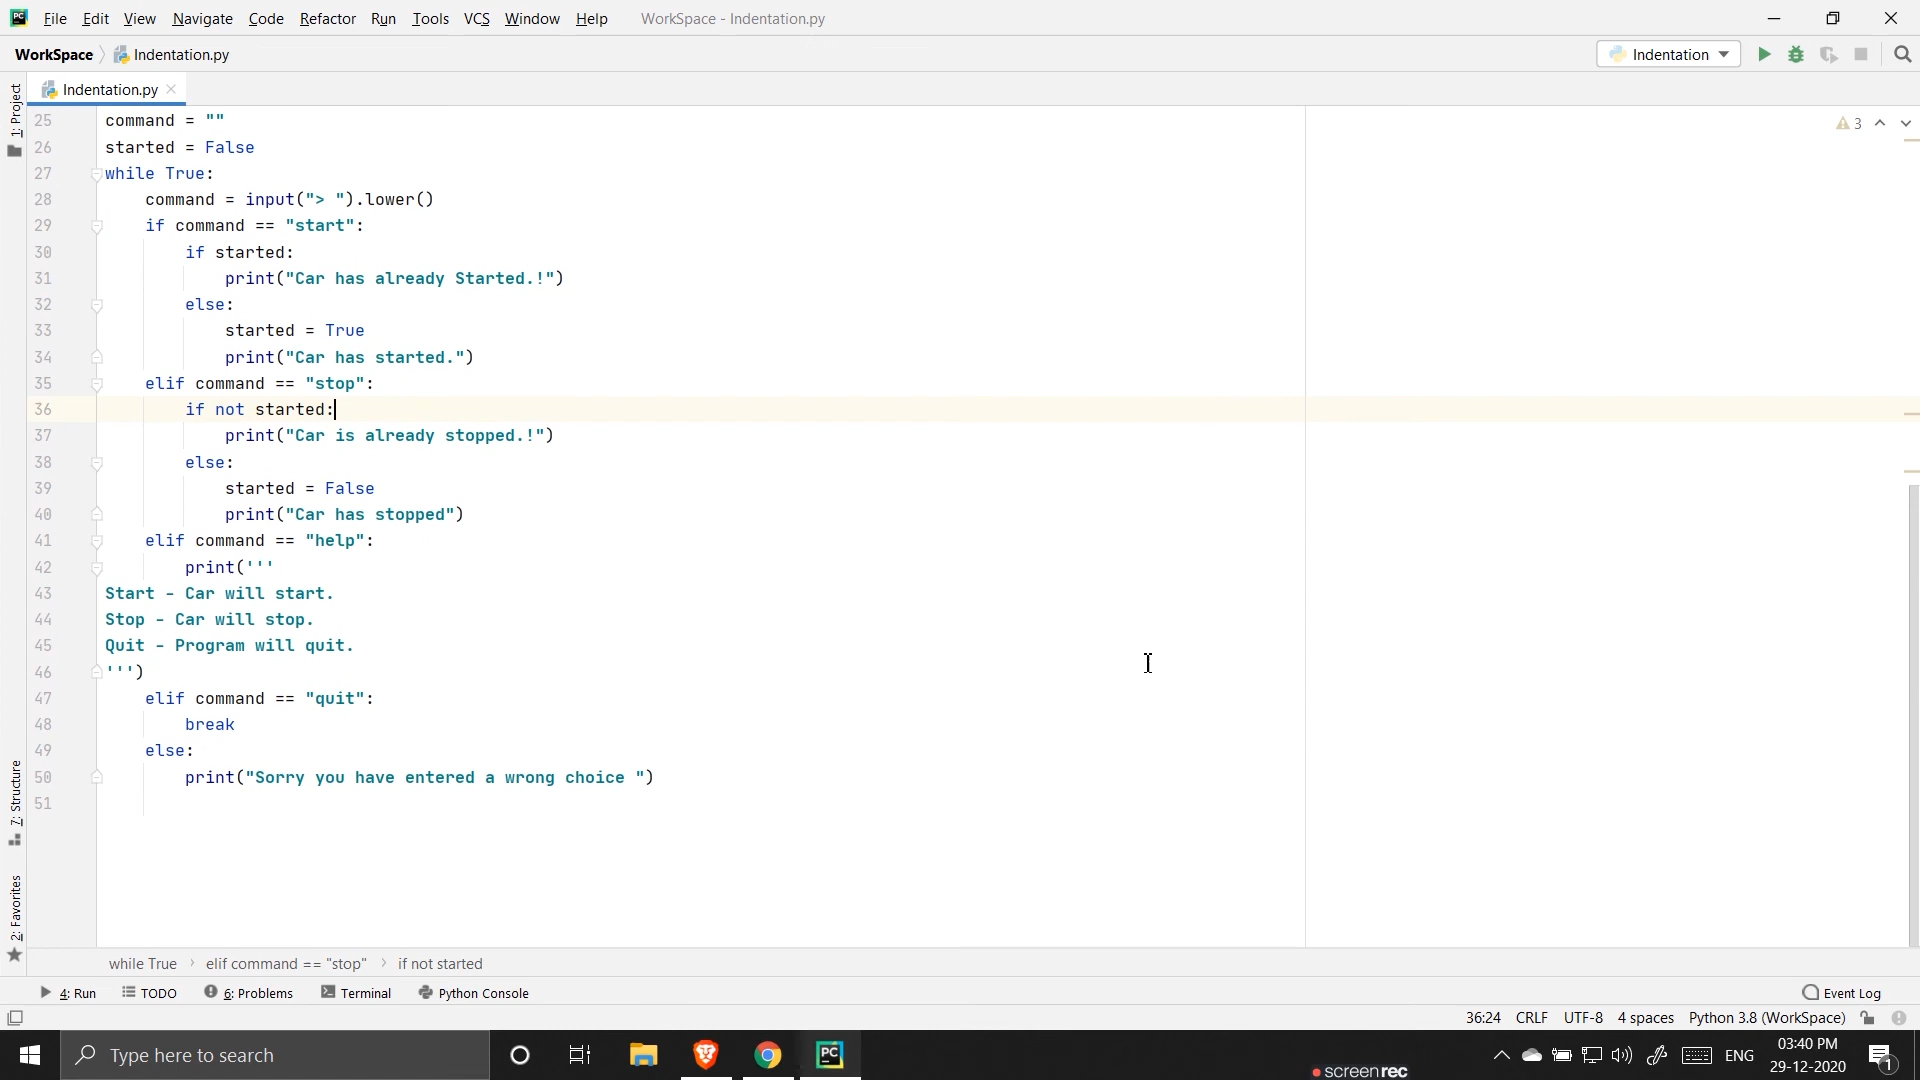 File Edit View Navigate Code Refactor Run Tools VCS Window Help WorkSpace - Indentation.py
WorkSpace Indentation.py Indentation
Indentation.py
1: Project
7: Structure
2: Favorites
3
25 command = ""
26 started = False
27 while True:
28     command = input("> ").lower()
29     if command == "start":
30         if started:
31             print("Car has already Started.!")
32         else:
33             started = True
34             print("Car has started.")
35     elif command == "stop":
36         if not started:
37             print("Car is already stopped.!")
38         else:
39             started = False
40             print("Car has stopped")
41     elif command == "help":
42         print('''
43 Start - Car will start.
44 Stop - Car will stop.
45 Quit - Program will quit.
46 ''')
47     elif command == "quit":
48         break
49     else:
50         print("Sorry you have entered a wrong choice ")
51
while True › elif command == "stop" › if not started
4: Run TODO 6: Problems Terminal Python Console Event Log
36:24 CRLF UTF-8 4 spaces Python 3.8 (WorkSpace)
Type here to search
PC
screenrec
ENG
03:40 PM
29-12-2020
1